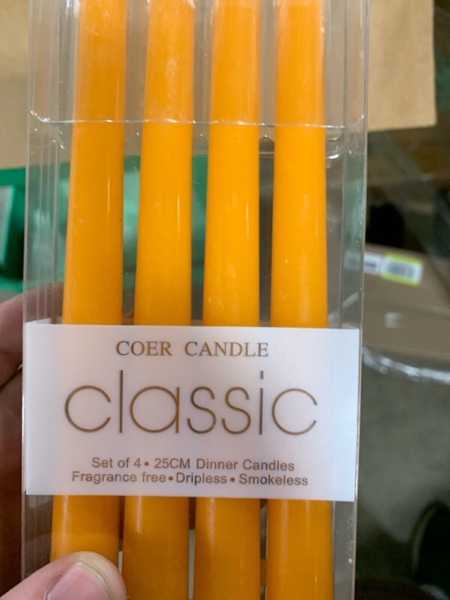 COER CANDLE
classic
Set of 4 • 25CM Dinner Candles
Fragrance free • Dripless • Smokeless